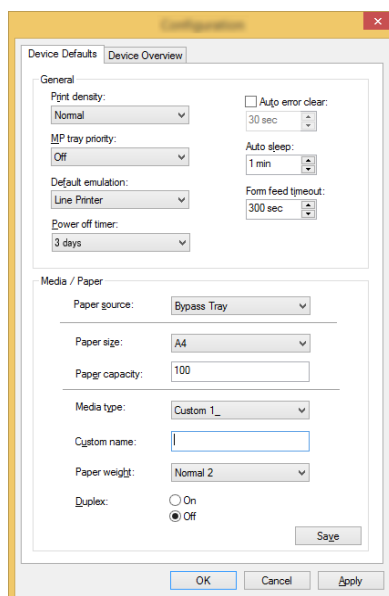 Configuration
Device Defaults Device Overview
General
Print density:
Normal
Auto error clear:
30 sec
MP tray priority:
Off
Auto sleep:
1 min
Default emulation:
Line Printer
Form feed timeout:
300 sec
Power off timer:
3 days
Media / Paper
Paper source: Bypass Tray
Paper size: A4
Paper capacity: 100
Media type: Custom 1_
Custom name:
Paper weight: Normal 2
Duplex: On
Off
Save
OK Cancel Apply